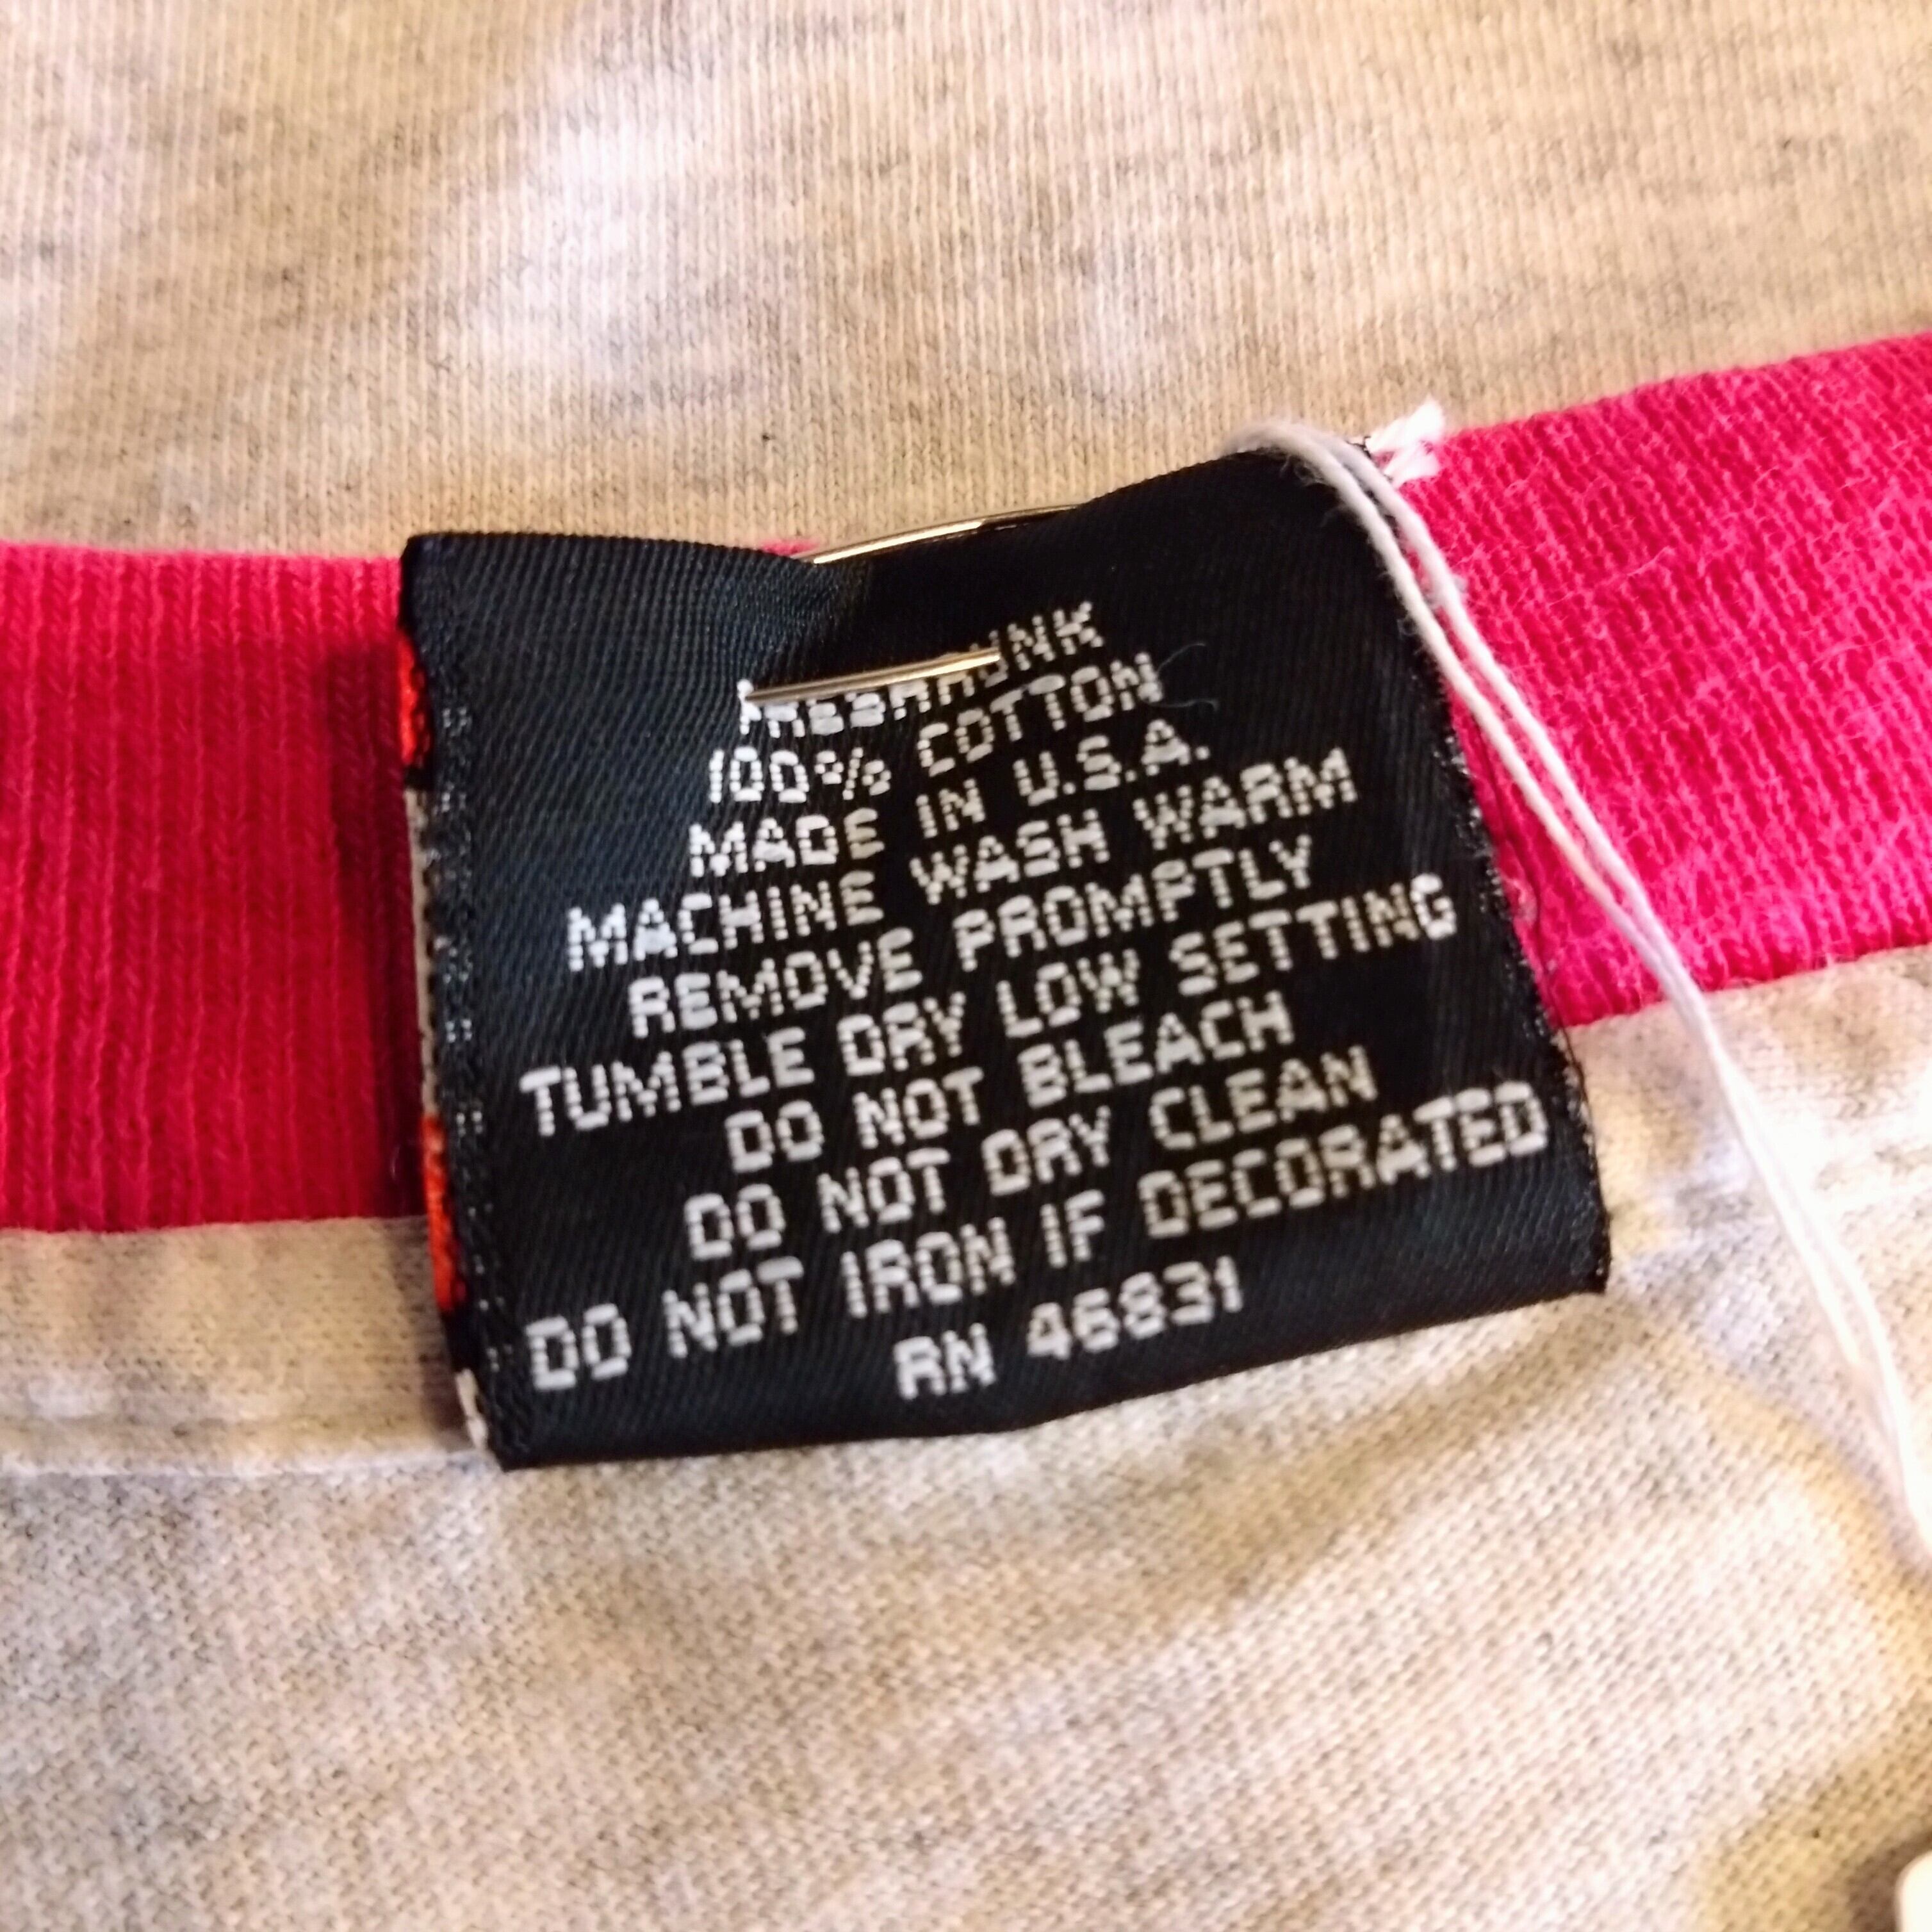 PRESHRUNK
100% COTTON
MADE IN U.S.A.
MACHINE WASH WARM
REMOVE PROMPTLY
TUMBLE DRY LOW SETTING
DO NOT BLEACH
DO NOT DRY CLEAN
DO NOT IRON IF DECORATED
RN 46831